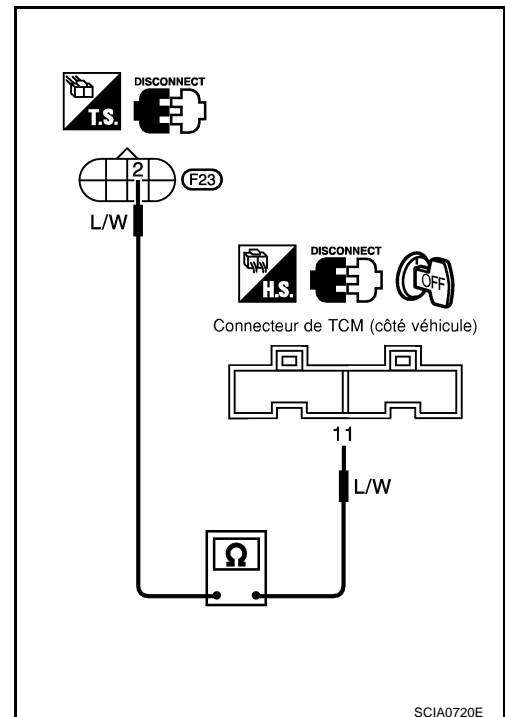 T.S.
DISCONNECT
2
F23
L/W
H.S.
DISCONNECT
OFF
Connecteur de TCM (côté véhicule)
11
L/W
Ω
SCIA0720E